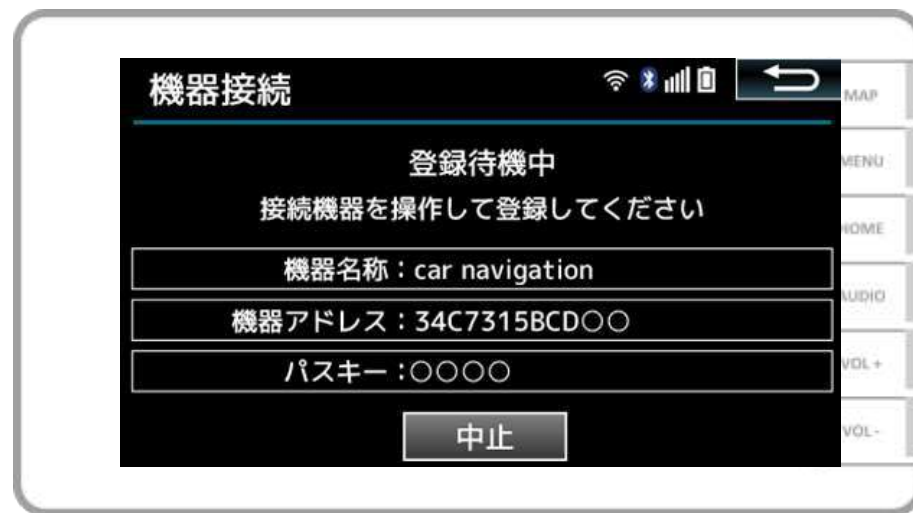 機器接続
登録待機中
接続機器を操作して登録してください
機器名称：car navigation
機器アドレス：34C7315BCD○○
パスキー：○○○○
中止
MAP
MENU
HOME
AUDIO
VOL+
VOL-